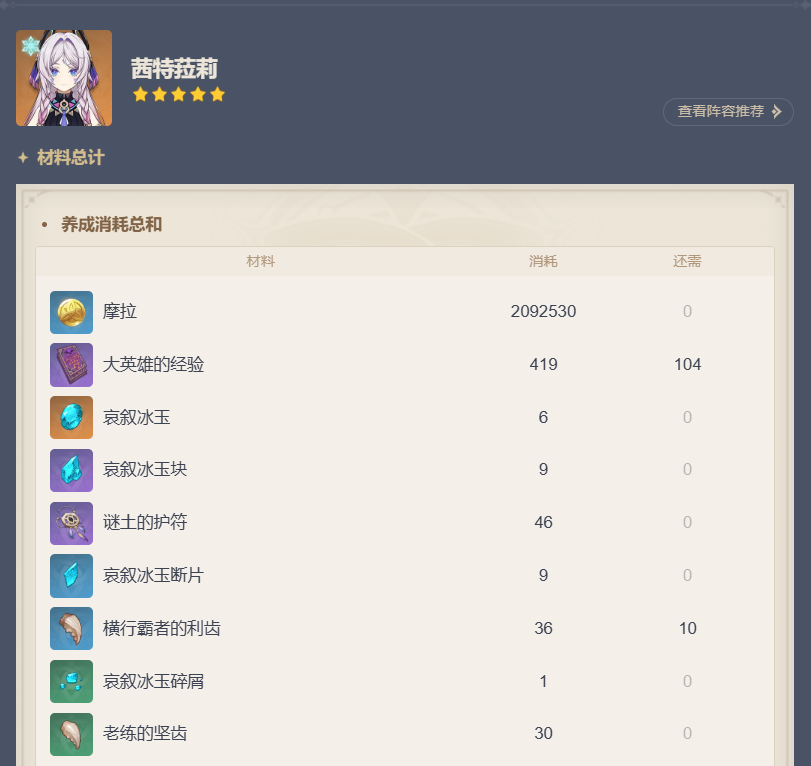 茜特菈莉
查看阵容推荐
材料总计
养成消耗总和
材料 消耗 还需
摩拉 2092530 0
大英雄的经验 419 104
哀叙冰玉 6 0
哀叙冰玉块 9 0
谜土的护符 46 0
哀叙冰玉断片 9 0
横行霸者的利齿 36 10
哀叙冰玉碎屑 1 0
老练的坚齿 30 0